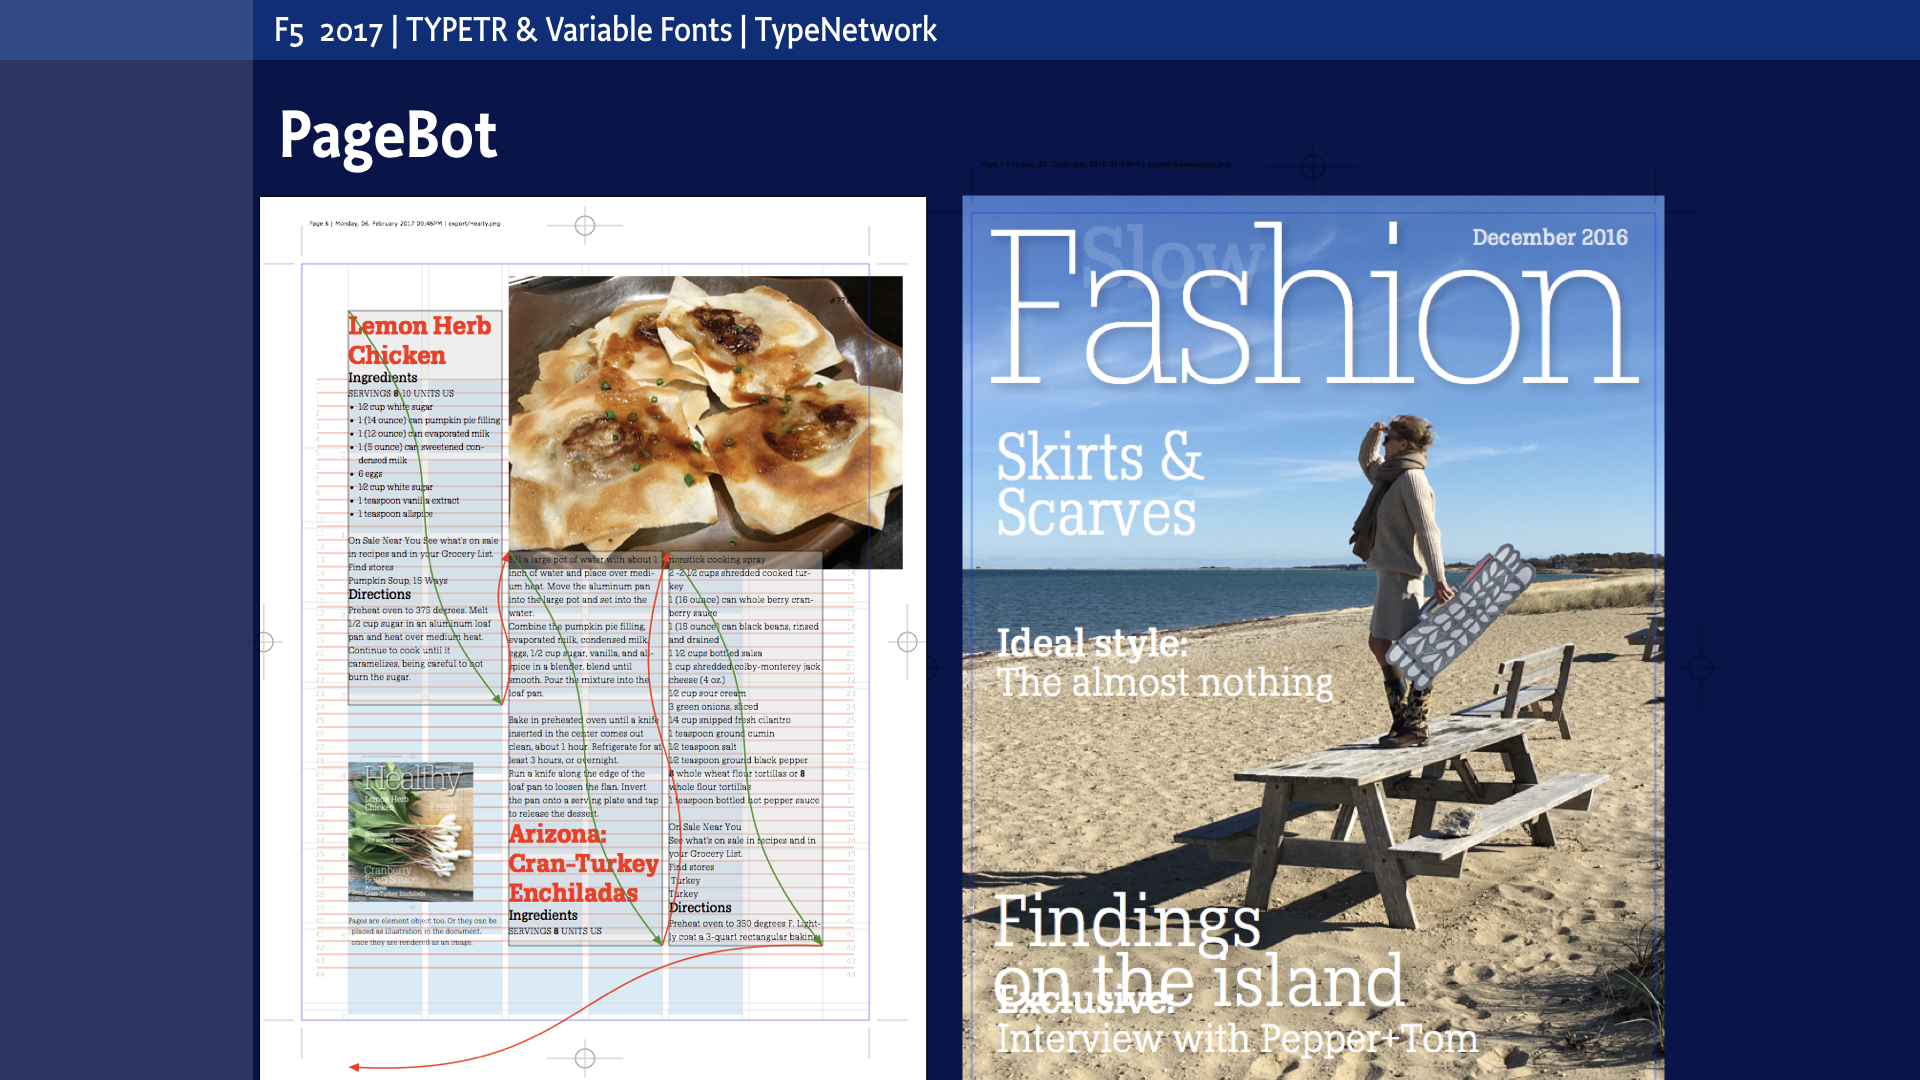 F5 2017 | TYPETR & Variable Fonts | TypeNetwork
PageBot
Page 6 | Monday, 06. February 2017 09:46PM | export/Healty.png
Lemon Herb
Chicken
Ingredients
SERVINGS 8-10 UNITS US
• 1/2 cup white sugar
• 1 (14 ounce) can pumpkin pie filling
• 1 (12 ounce) can evaporated milk
• 1 (5 ounce) can sweetened con-
densed milk
• 6 eggs
• 1/2 cup white sugar
• 1 teaspoon vanilla extract
• 1 teaspoon allspice
On Sale Near You See what's on sale
in recipes and in your Grocery List.
Find stores
Pumpkin Soup, 15 Ways
Directions
Preheat oven to 375 degrees. Melt
1/2 cup sugar in an aluminum loaf
pan and heat over medium heat.
Continue to cook until it
caramelizes, being careful to not
burn the sugar.
Healthy
Lemon Herb
Chicken
Cranberry
Bean Sauce
Arizona:
Cran-Turkey Enchilada
Pages are element object too. Or they can be
placed as illustration in the document,
once they are rendered as an image.
Fill a large pot of water with about 1
inch of water and place over medi-
um heat. Move the aluminum pan
into the large pot and set into the
water.
Combine the pumpkin pie filling,
evaporated milk, condensed milk,
eggs, 1/2 cup sugar, vanilla, and all-
spice in a blender, blend until
smooth. Pour the mixture into the
loaf pan.
Bake in preheated oven until a knife
inserted in the center comes out
clean, about 1 hour. Refrigerate for at
least 3 hours, or overnight.
Run a knife along the edge of the
loaf pan to loosen the flan. Invert
the pan onto a serving plate and tap
to release the dessert.
Arizona:
Cran-Turkey
Enchiladas
Ingredients
SERVINGS 8 UNITS US
nonstick cooking spray
2 -2 1/2 cups shredded cooked tur-
key
1 (16 ounce) can whole berry cran-
berry sauce
1 (15 ounce) can black beans, rinsed
and drained
1 1/2 cups bottled salsa
1 cup shredded colby-monterey jack
cheese (4 oz.)
1/2 cup sour cream
3 green onions, sliced
1/4 cup snipped fresh cilantro
1 teaspoon ground cumin
1/2 teaspoon salt
1/2 teaspoon ground black pepper
8 whole wheat flour tortillas or 8
whole flour tortillas
1 teaspoon bottled hot pepper sauce
On Sale Near You
See what's on sale in recipes and in
your Grocery List.
Find stores
Turkey
Turkey
Directions
Preheat oven to 350 degrees F. Light-
ly coat a 3-quart rectangular baking
Page 3 | Friday, 30. December 2016 03:43PM | export/SlowFashion.png
Slow
Fashion
December 2016
Skirts &
Scarves
Ideal style:
The almost nothing
Findings
on the island
Exclusive:
Interview with Pepper+Tom